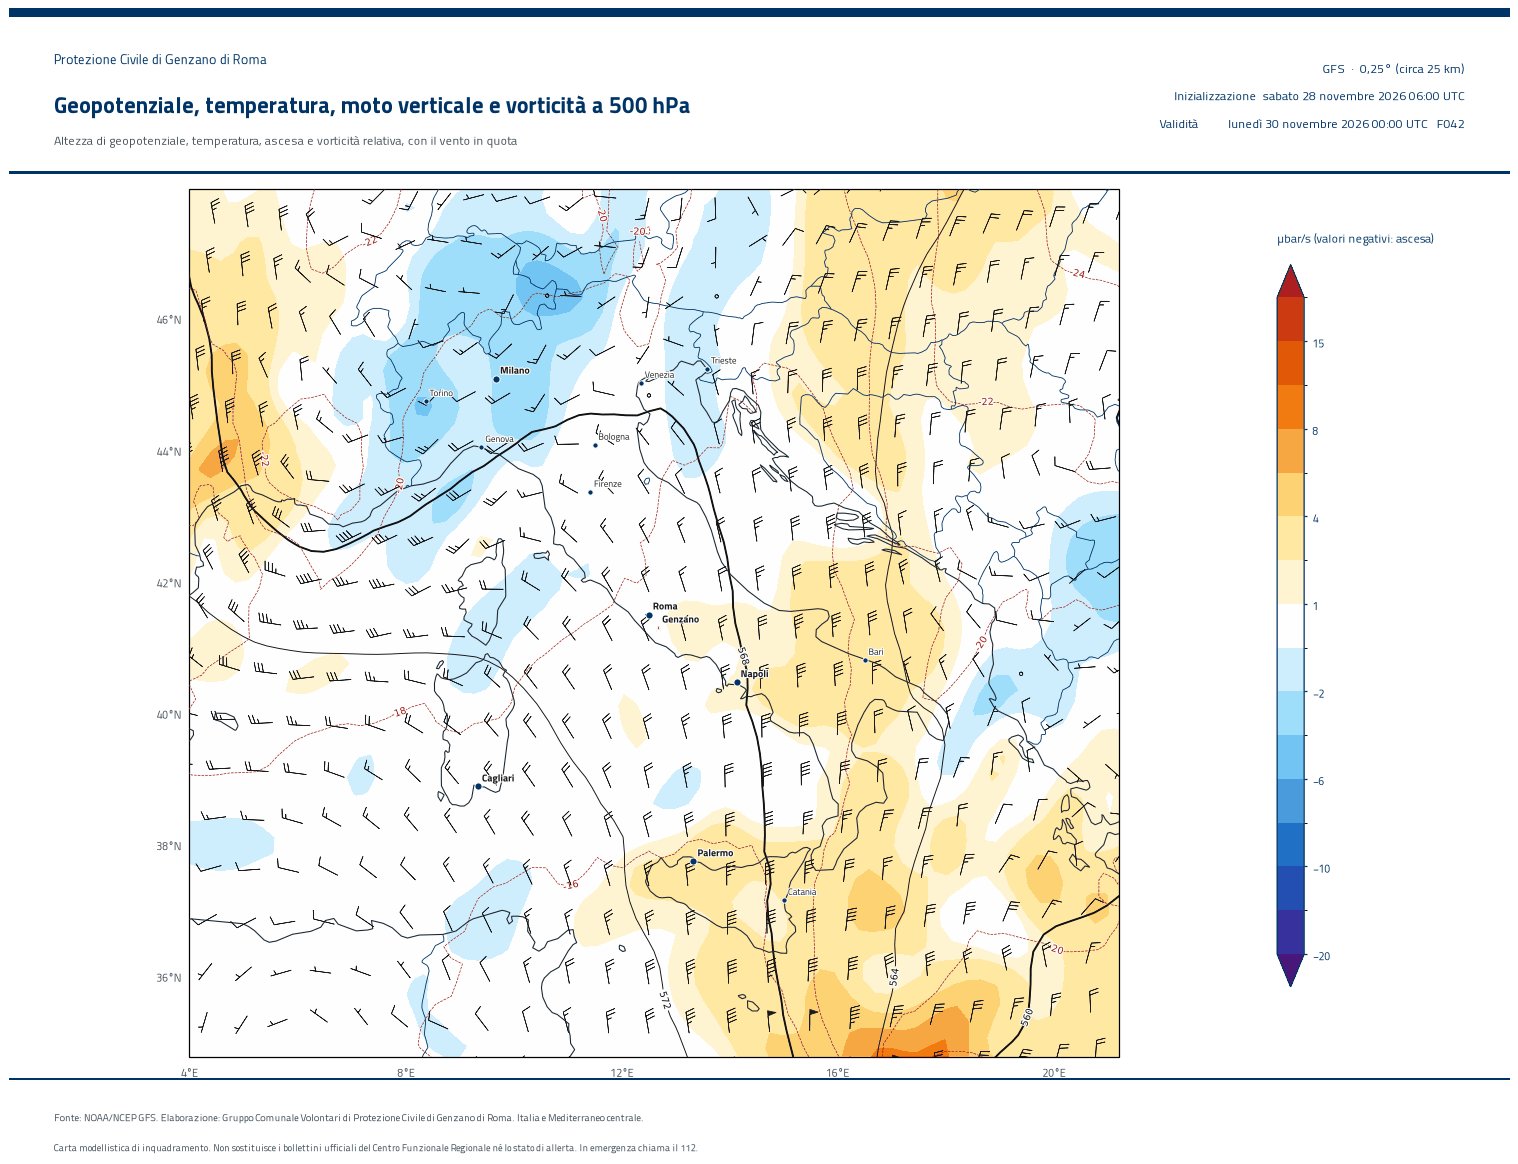 Protezione Civile di Genzano di Roma
Geopotenziale, temperatura, moto verticale e vorticità a 500 hPa
Altezza di geopotenziale, temperatura, ascesa e vorticità relativa, con il vento in quota
GFS · 0,25° (circa 25 km)
Inizializzazione sabato 28 novembre 2026 06:00 UTC
Validità lunedì 30 novembre 2026 00:00 UTC F042
µbar/s (valori negativi: ascesa)
15
8
4
1
−2
−6
−10
−20
46°N
44°N
42°N
40°N
38°N
36°N
4°E
8°E
12°E
16°E
20°E
-22
20
-20
-24
Trieste
Venezia
Milano
Torino
-22
Genova
Bologna
22
20
Firenze
Roma
Genzano
-20
568
Bari
Napoli
-18
Cagliari
Palermo
-16
Catania
20
564
572
560
Fonte: NOAA/NCEP GFS. Elaborazione: Gruppo Comunale Volontari di Protezione Civile di Genzano di Roma. Italia e Mediterraneo centrale.
Carta modellistica di inquadramento. Non sostituisce i bollettini ufficiali del Centro Funzionale Regionale né lo stato di allerta. In emergenza chiama il 112.